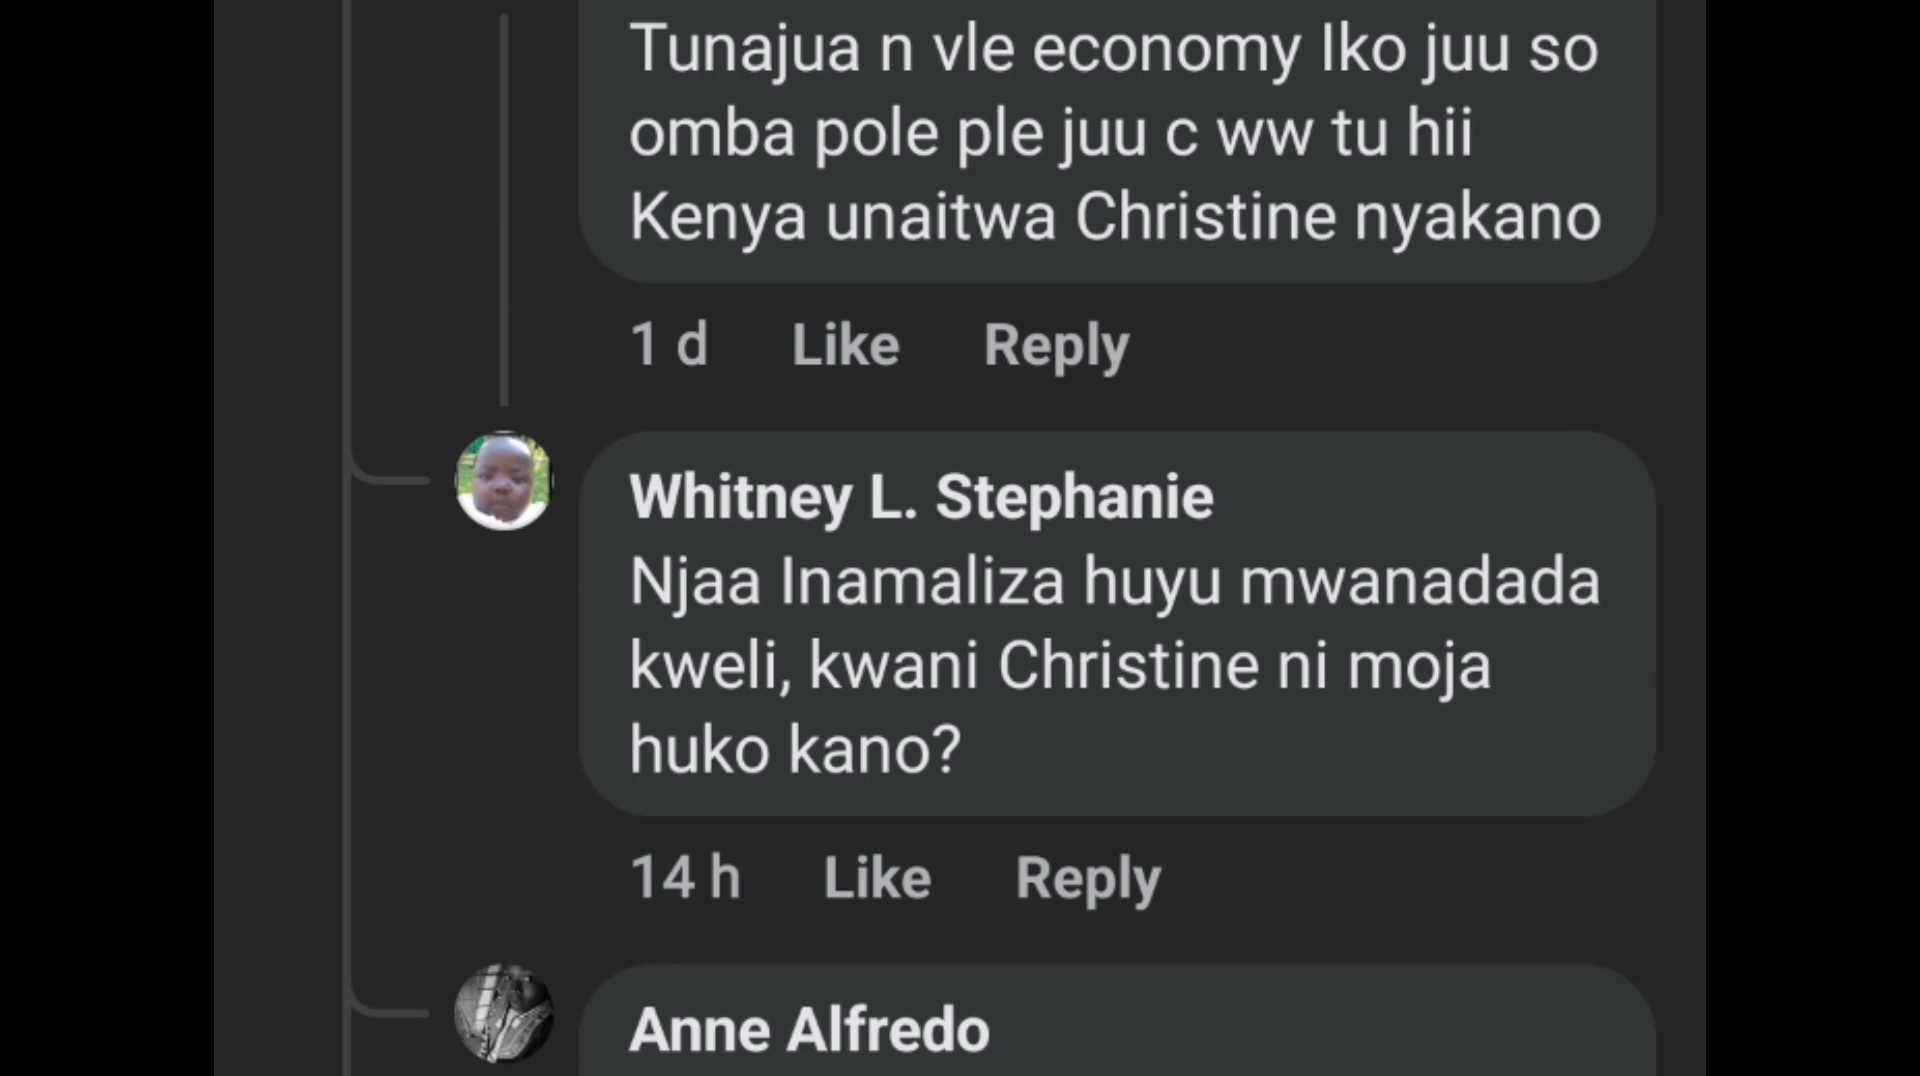 Tunajua n vle economy Iko juu so
omba pole ple juu c ww tu hii
Kenya unaitwa Christine nyakano
1 d Like Reply
Whitney L. Stephanie
Njaa Inamaliza huyu mwanadada
kweli, kwani Christine ni moja
huko kano?
14 h Like Reply
Anne Alfredo